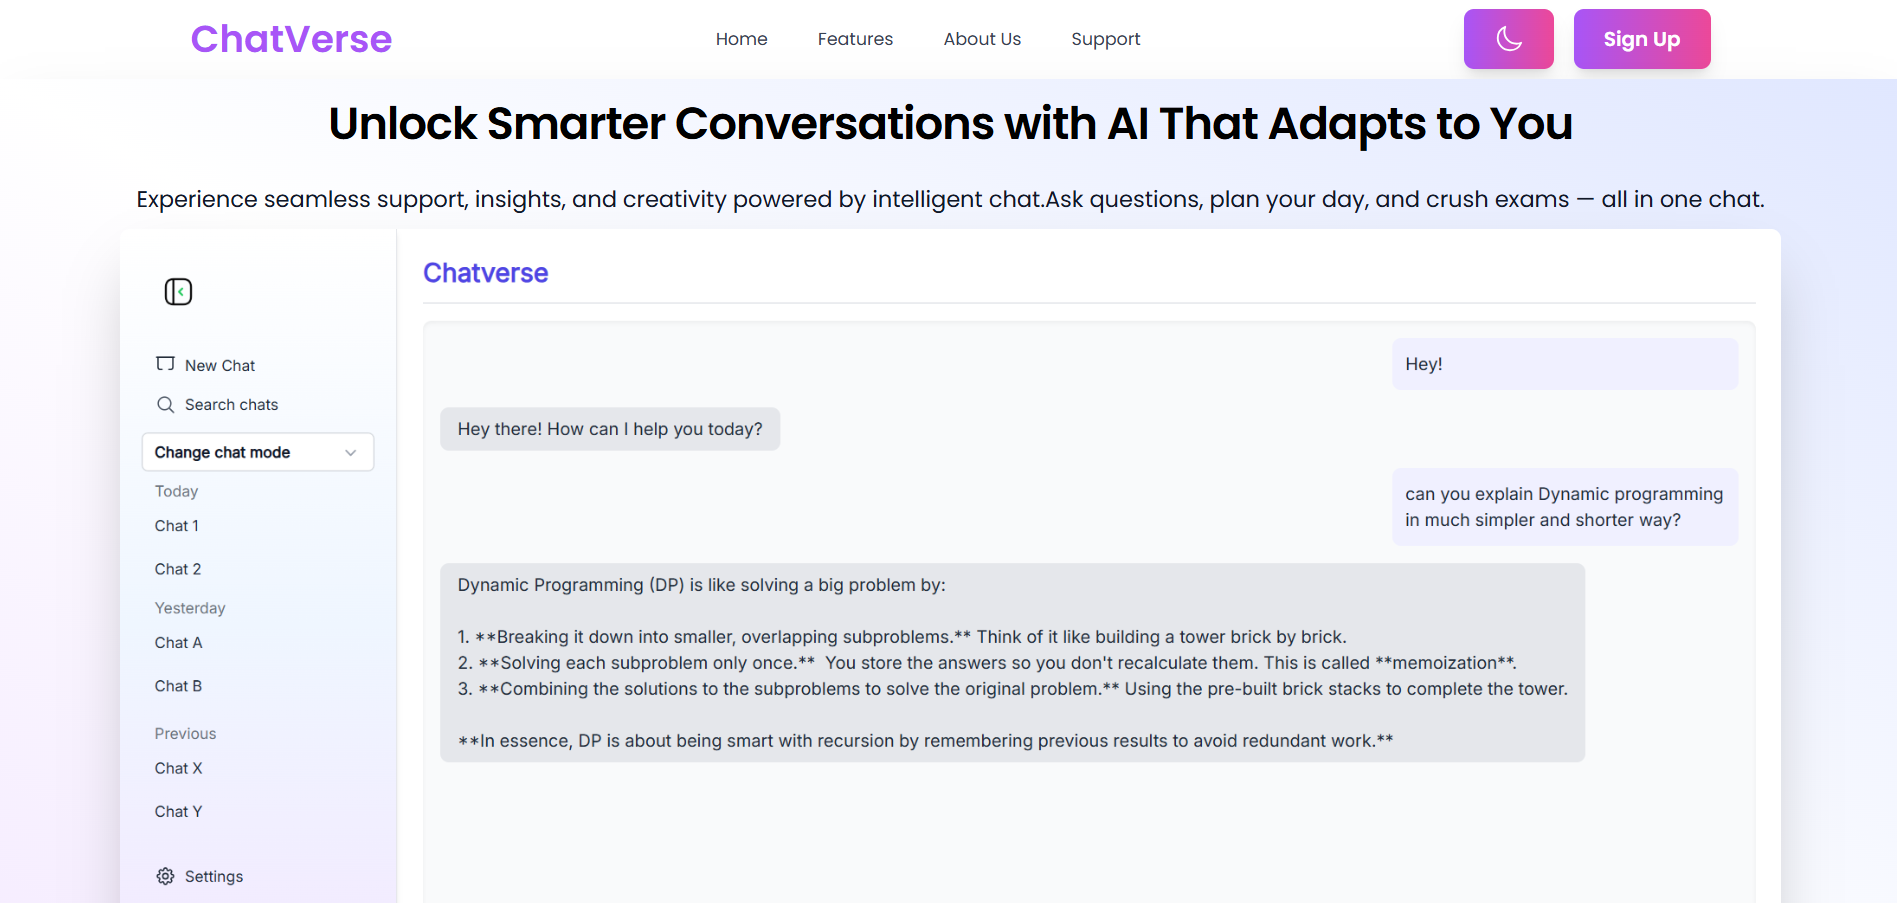 ChatVerse
Home
Features
About Us
Support
Sign Up
Unlock Smarter Conversations with AI That Adapts to You
Experience seamless support, insights, and creativity powered by intelligent chat.Ask questions, plan your day, and crush exams — all in one chat.
New Chat
Search chats
Change chat mode
Today
Chat 1
Chat 2
Yesterday
Chat A
Chat B
Previous
Chat X
Chat Y
Settings
Chatverse
Hey!
Hey there! How can I help you today?
can you explain Dynamic programming
in much simpler and shorter way?
Dynamic Programming (DP) is like solving a big problem by:
1. **Breaking it down into smaller, overlapping subproblems.** Think of it like building a tower brick by brick.
2. **Solving each subproblem only once.**  You store the answers so you don't recalculate them. This is called **memoization**.
3. **Combining the solutions to the subproblems to solve the original problem.** Using the pre-built brick stacks to complete the tower.
**In essence, DP is about being smart with recursion by remembering previous results to avoid redundant work.**